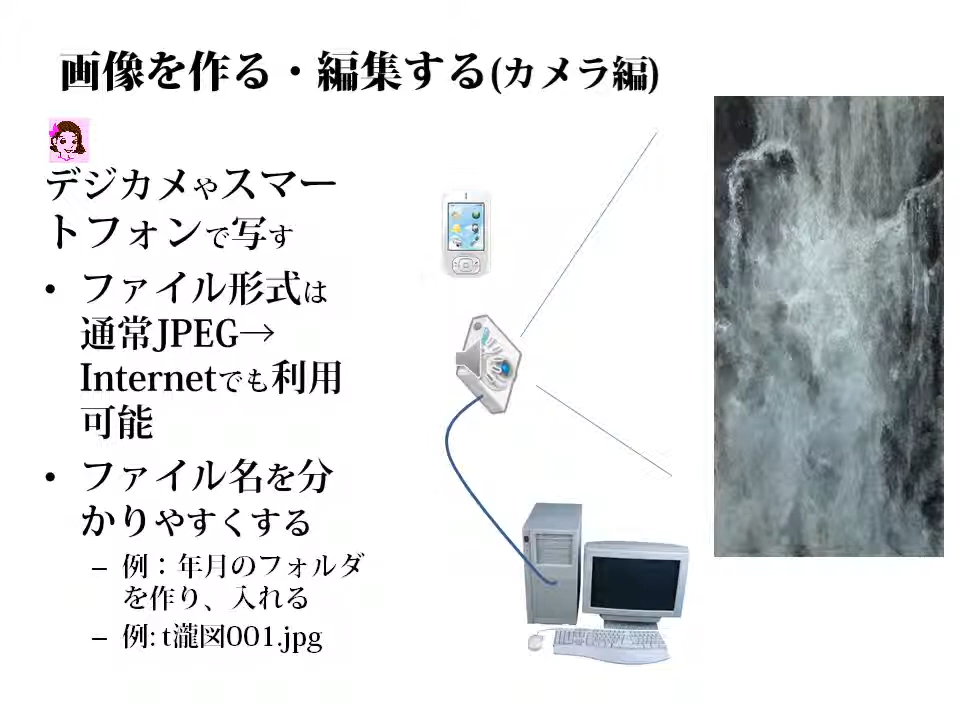 画像を作る・編集する(カメラ編)
デジカメやスマー
トフォンで写す
• ファイル形式は
通常JPEG→
Internetでも利用
可能
• ファイル名を分
かりやすくする
– 例：年月のフォルダ
を作り、入れる
– 例: t瀧図001.jpg